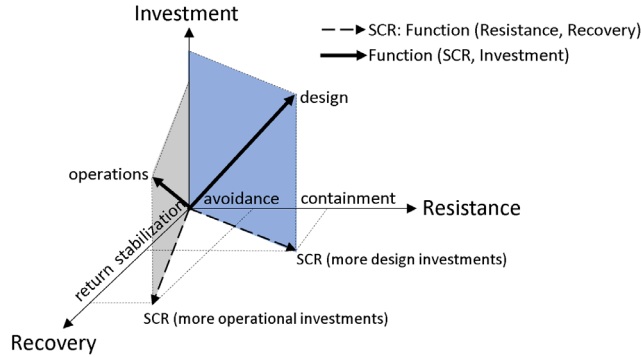 Investment
SCR: Function (Resistance, Recovery)
Function (SCR, Investment)
design
operations
avoidance containment
Resistance
return stabilization
SCR (more design investments)
SCR (more operational investments)
Recovery